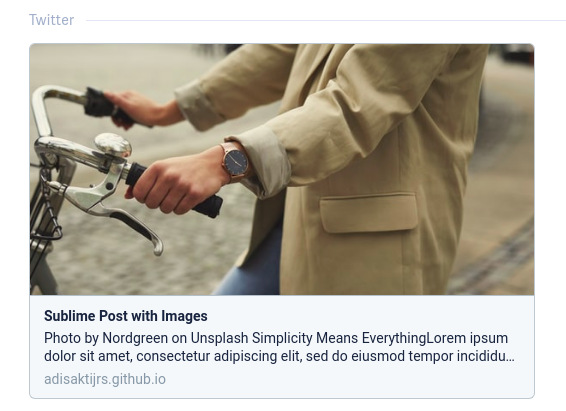 Twitter
Sublime Post with Images
Photo by Nordgreen on Unsplash Simplicity Means EverythingLorem ipsum
dolor sit amet, consectetur adipiscing elit, sed do eiusmod tempor incididu...
adisaktijrs.github.io